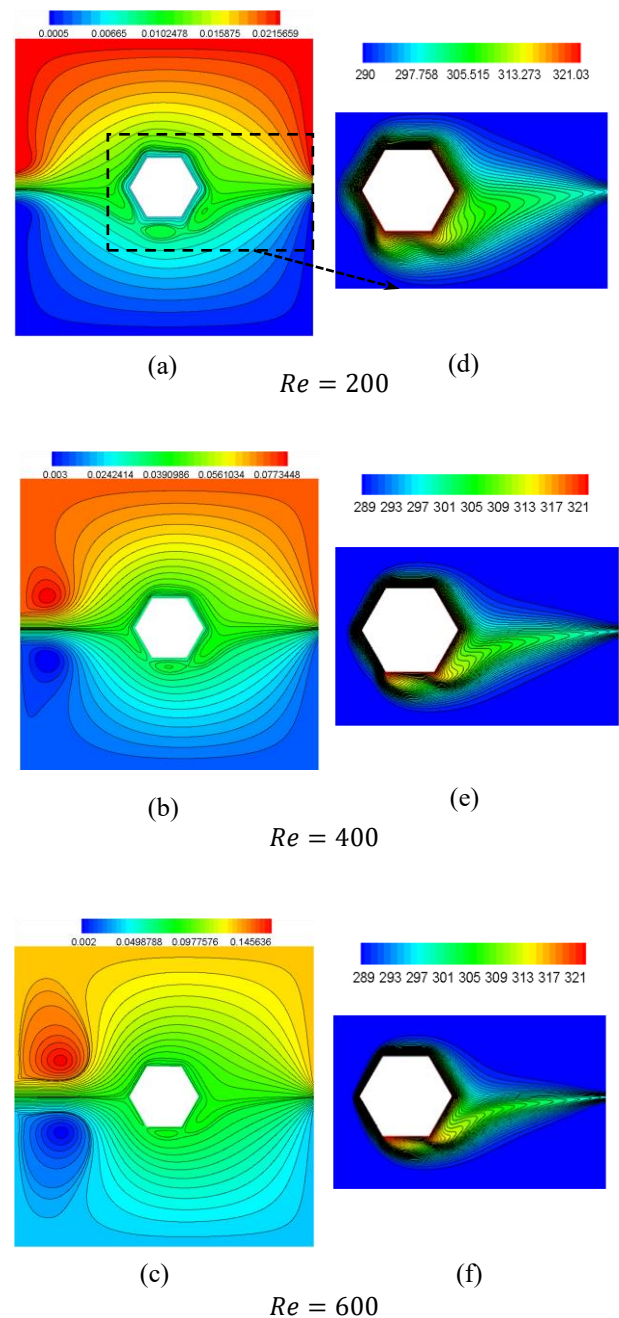 0.0005 0.00665 0.0102478 0.015875 0.0215659
290 297.758 305.515 313.273 321.03
(a)
(d)
Re = 200
0.003 0.0242414 0.0390986 0.0561034 0.0773448
289 293 297 301 305 309 313 317 321
(b)
(e)
Re = 400
0.002 0.0498788 0.0977576 0.145636
289 293 297 301 305 309 313 317 321
(c)
(f)
Re = 600